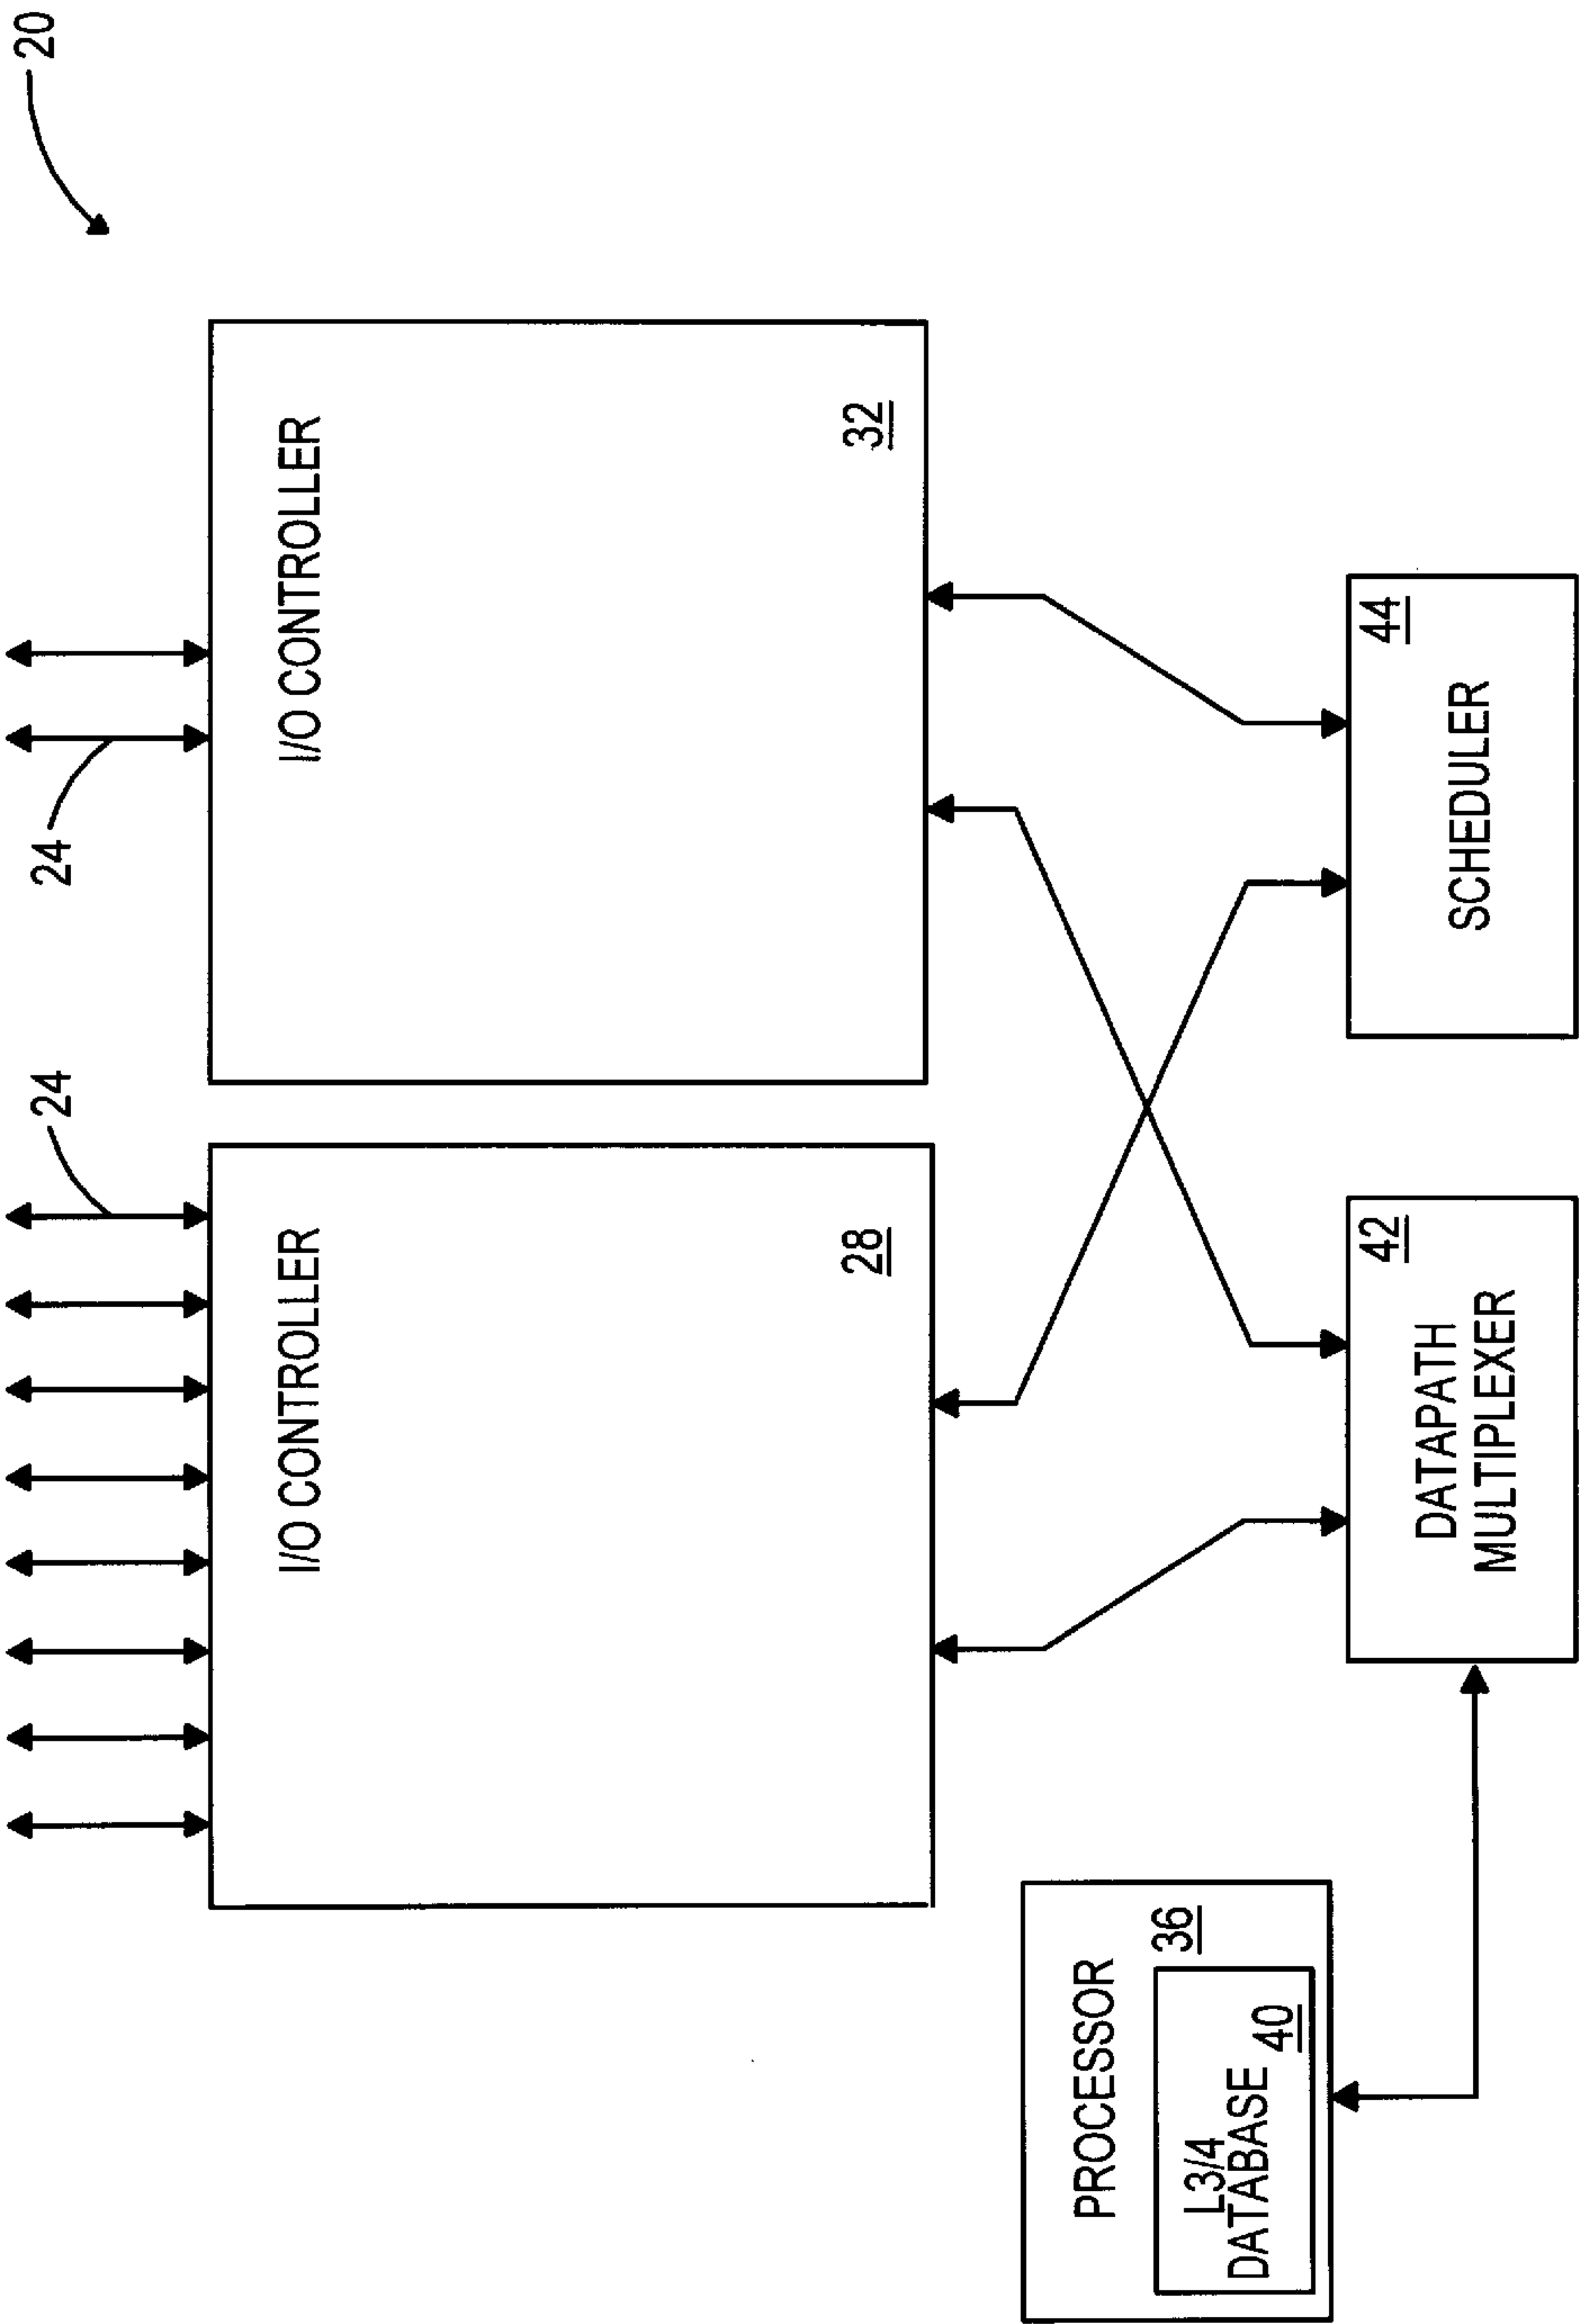 20
24
24
I/O CONTROLLER
28
I/O CONTROLLER
32
PROCESSOR
36
L3/4
DATABASE
40
DATAPATH
MULTIPLEXER
42
SCHEDULER
44